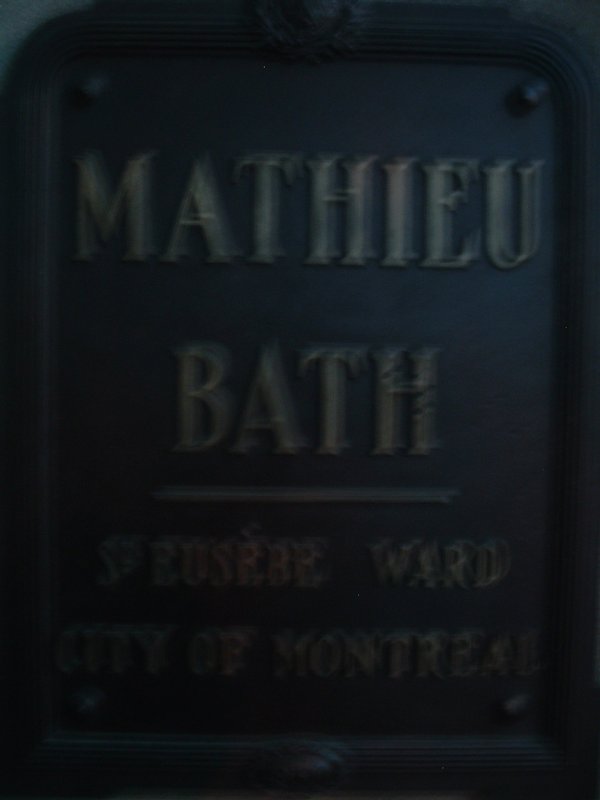 MATHIEU
BATH
ST EUSÈBE WARD
CITY OF MONTREAL